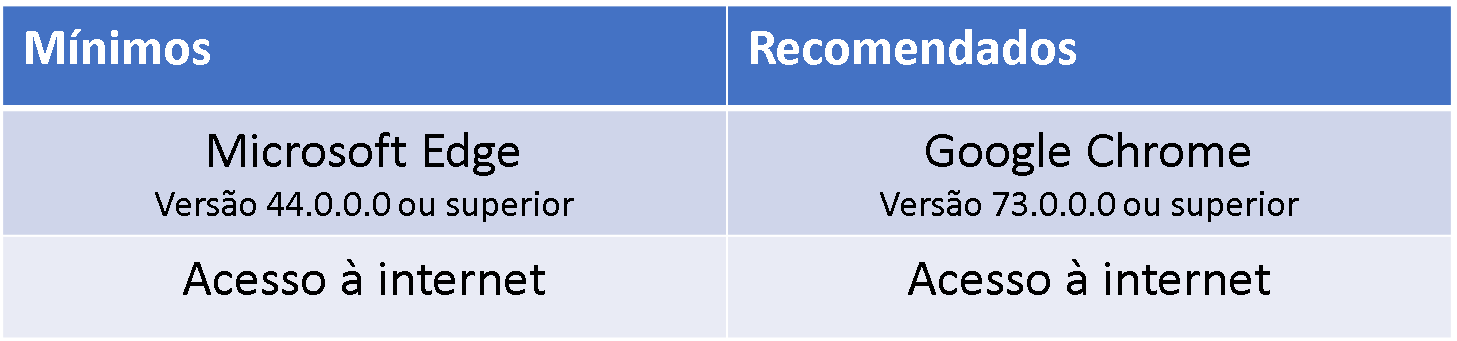 Mínimos
Recomendados
Microsoft Edge
Versão 44.0.0.0 ou superior
Google Chrome
Versão 73.0.0.0 ou superior
Acesso à internet
Acesso à internet